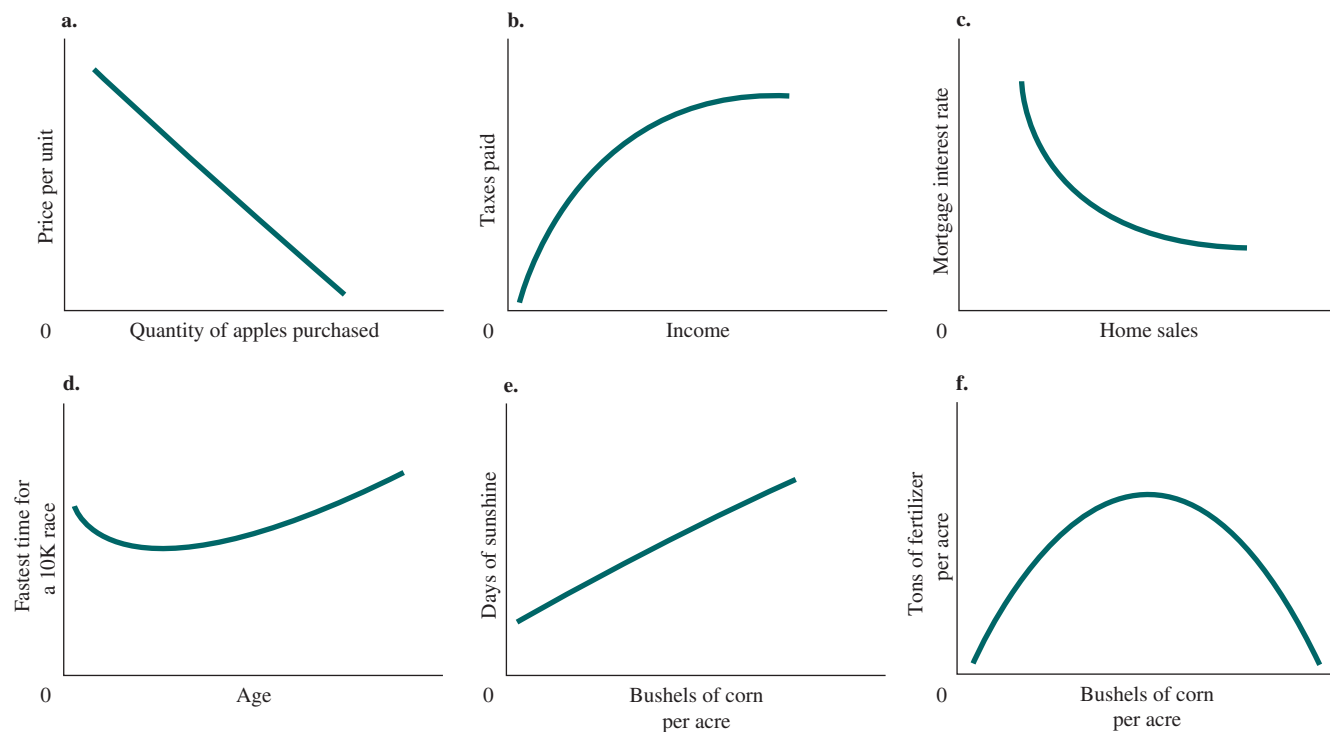 a.
Price per unit
0
Quantity of apples purchased
b.
Taxes paid
0
Income
c.
Mortgage interest rate
0
Home sales
d.
Fastest time for
a 10K race
0
Age
e.
Days of sunshine
0
Bushels of corn
per acre
f.
Tons of fertilizer
per acre
0
Bushels of corn
per acre